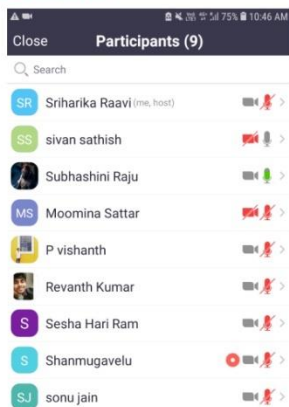 75% 10:46 AM
Close Participants (9)
Search
SR Sriharika Raavi (me, host)
SS sivan sathish
Subhashini Raju
MS Moomina Sattar
P vishanth
Revanth Kumar
S Sesha Hari Ram
S Shanmugavelu
SJ sonu jain